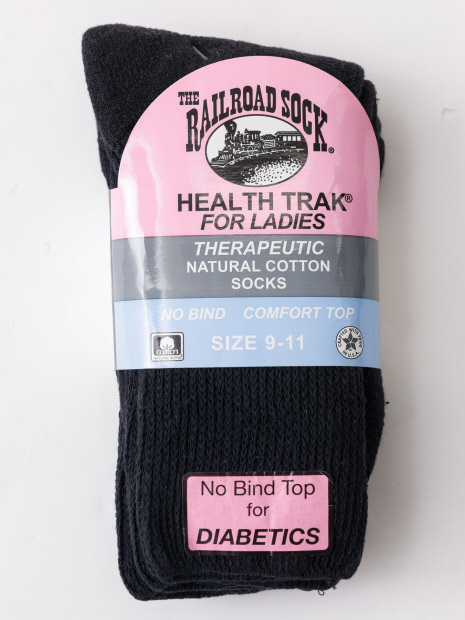 THE
RAILROAD SOCK®
HEALTH TRAK®
FOR LADIES
THERAPEUTIC
NATURAL COTTON
SOCKS
NO BIND COMFORT TOP
SIZE 9-11
No Bind Top
for
DIABETICS